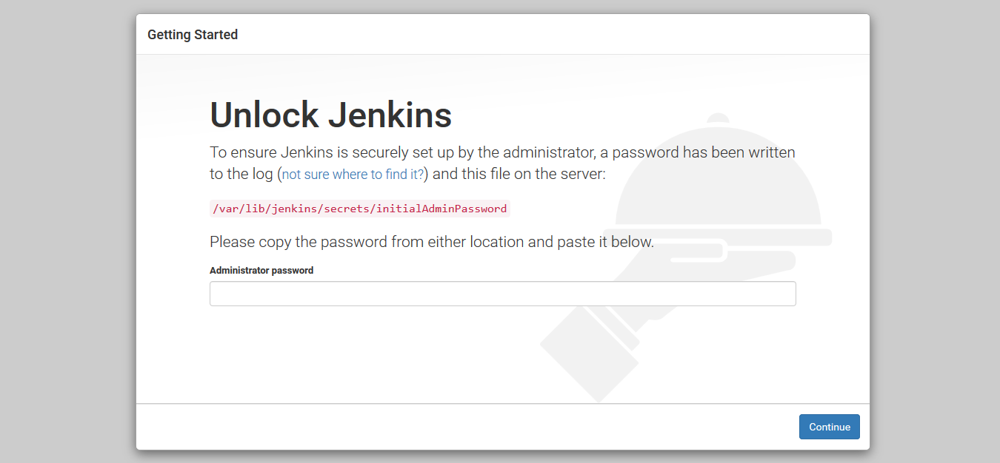 Getting Started
Unlock Jenkins
To ensure Jenkins is securely set up by the administrator, a password has been written
to the log (not sure where to find it?) and this file on the server:
/var/lib/jenkins/secrets/initialAdminPassword
Please copy the password from either location and paste it below.
Administrator password
Continue